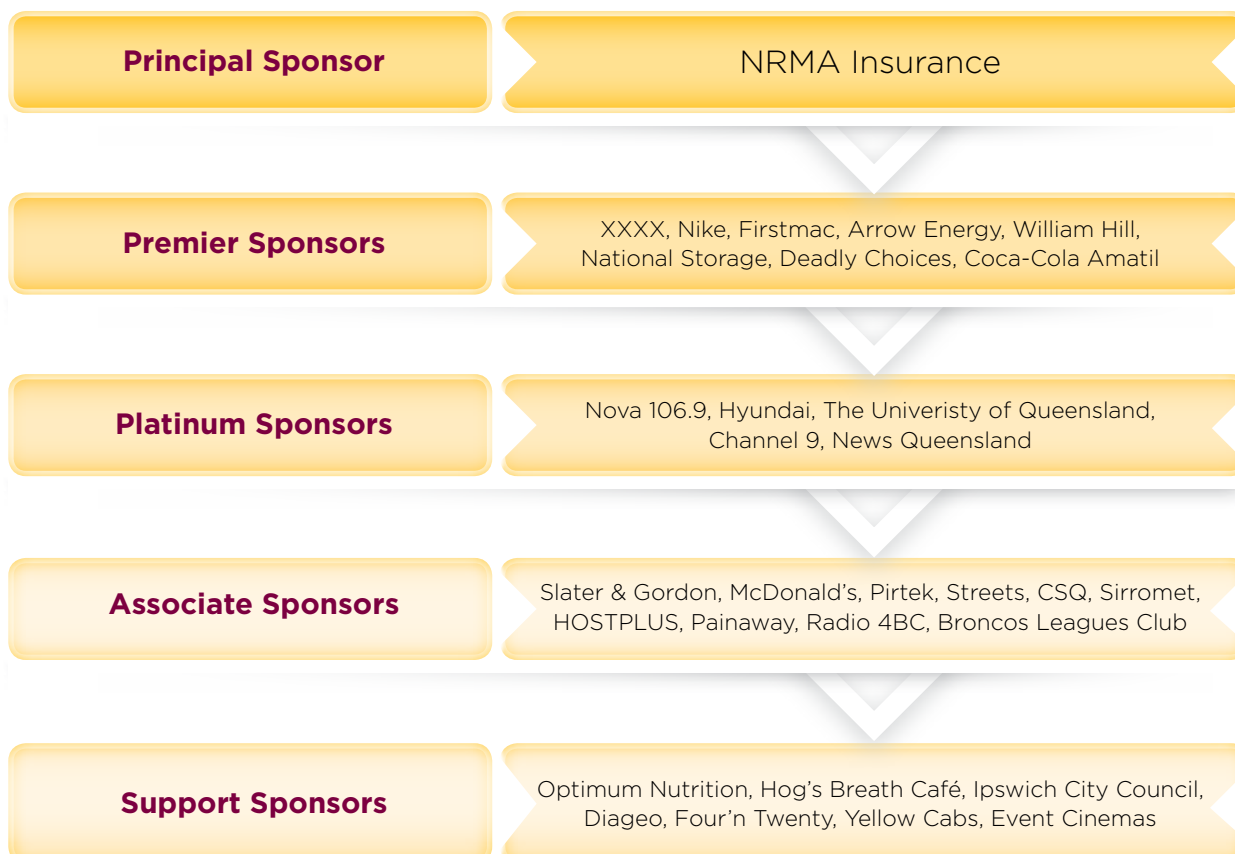 Principal Sponsor
NRMA Insurance
Premier Sponsors
XXXX, Nike, Firstmac, Arrow Energy, William Hill,
National Storage, Deadly Choices, Coca-Cola Amatil
Platinum Sponsors
Nova 106.9, Hyundai, The Univeristy of Queensland,
Channel 9, News Queensland
Associate Sponsors
Slater & Gordon, McDonald’s, Pirtek, Streets, CSQ, Sirromet,
HOSTPLUS, Painaway, Radio 4BC, Broncos Leagues Club
Support Sponsors
Optimum Nutrition, Hog’s Breath Café, Ipswich City Council,
Diageo, Four’n Twenty, Yellow Cabs, Event Cinemas